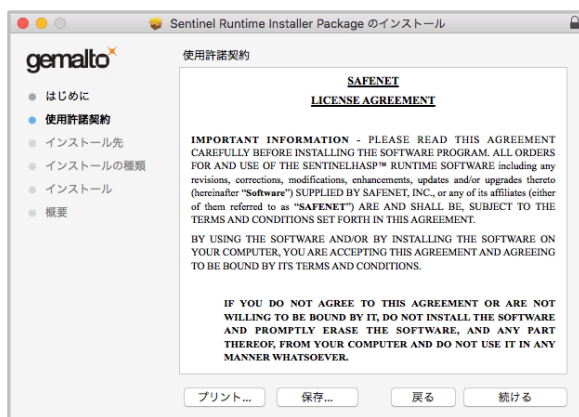 Sentinel Runtime Installer Package のインストール
gemalto
はじめに
使用許諾契約
インストール先
インストールの種類
インストール
概要
使用許諾契約
SAFENET
LICENSE AGREEMENT
IMPORTANT INFORMATION - PLEASE READ THIS AGREEMENT
CAREFULLY BEFORE INSTALLING THE SOFTWARE PROGRAM. ALL ORDERS
FOR AND USE OF THE SENTINELHASP™ RUNTIME SOFTWARE including any
revisions, corrections, modifications, enhancements, updates and/or upgrades thereto
(hereinafter “Software”) SUPPLIED BY SAFENET, INC., or any of its affiliates (either
of them referred to as “SAFENET”) ARE AND SHALL BE, SUBJECT TO THE
TERMS AND CONDITIONS SET FORTH IN THIS AGREEMENT.
BY USING THE SOFTWARE AND/OR BY INSTALLING THE SOFTWARE ON
YOUR COMPUTER, YOU ARE ACCEPTING THIS AGREEMENT AND AGREEING
TO BE BOUND BY ITS TERMS AND CONDITIONS.
IF YOU DO NOT AGREE TO THIS AGREEMENT OR ARE NOT
WILLING TO BE BOUND BY IT, DO NOT INSTALL THE SOFTWARE
AND PROMPTLY ERASE THE SOFTWARE, AND ANY PART
THEREOF, FROM YOUR COMPUTER AND DO NOT USE IT IN ANY
MANNER WHATSOEVER.
プリント... 保存... 戻る 続ける